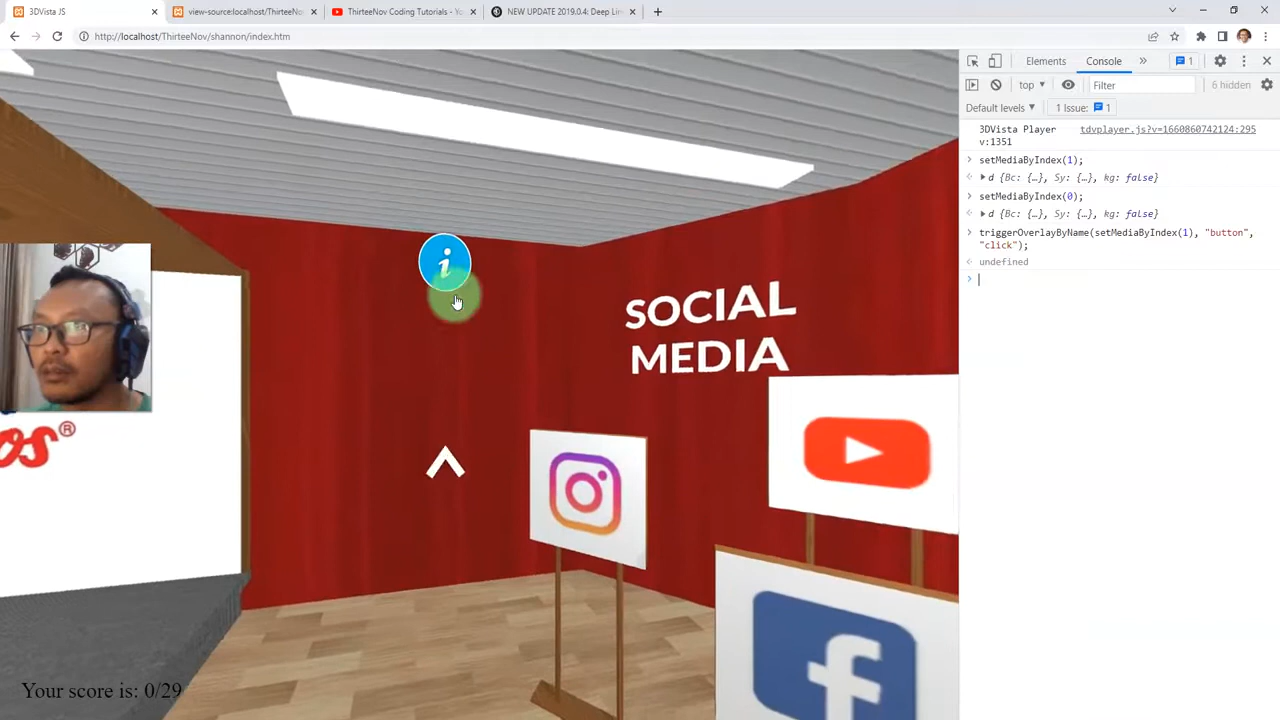 3DVista JS
view-source:localhost/ThirteeNo
ThirteeNov Coding Tutorials - Yo
NEW UPDATE 2019.0.4: Deep Lin
http://localhost/ThirteeNov/shannon/index.htm
Elements
Console
1
top
Filter
6 hidden
Default levels
1 Issue:
1
3DVista Player
tdvplayer.js?v=1660860742124:295
v:1351
setMediaByIndex(1);
d {Bc: {…}, Sy: {…}, kg: false}
setMediaByIndex(0);
d {Bc: {…}, Sy: {…}, kg: false}
triggerOverlayByName(setMediaByIndex(1), "button",
"click");
undefined
i
SOCIAL
MEDIA
os®
f
Your score is: 0/29